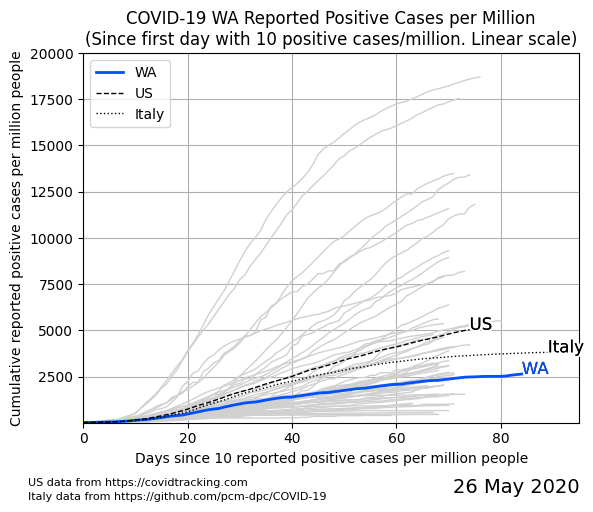 COVID-19 WA Reported Positive Cases per Million
(Since first day with 10 positive cases/million. Linear scale)
Cumulative reported positive cases per million people
20000
17500
15000
12500
10000
7500
5000
2500
WA
US
Italy
US
Italy
WA
0
20
40
60
80
Days since 10 reported positive cases per million people
US data from https://covidtracking.com
Italy data from https://github.com/pcm-dpc/COVID-19
26 May 2020